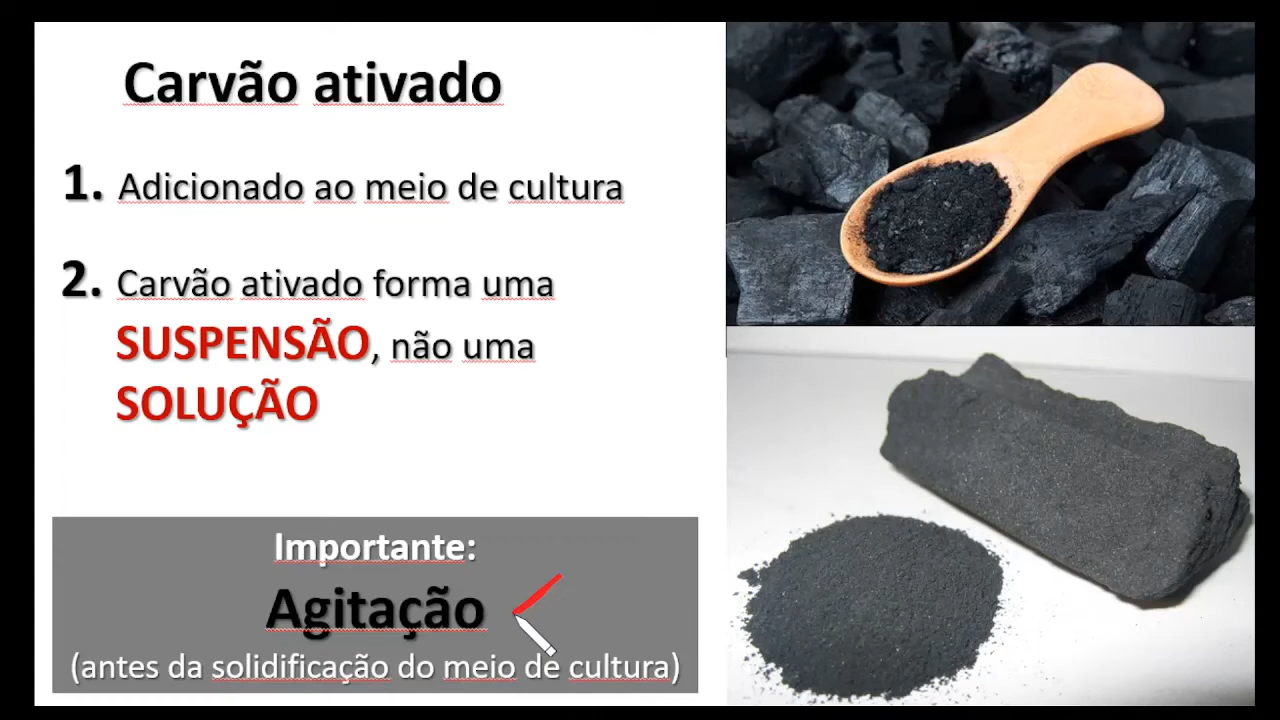 Carvão ativado
1. Adicionado ao meio de cultura
2. Carvão ativado forma uma
SUSPENSÃO, não uma
SOLUÇÃO
Importante:
Agitação
(antes da solidificação do meio de cultura)